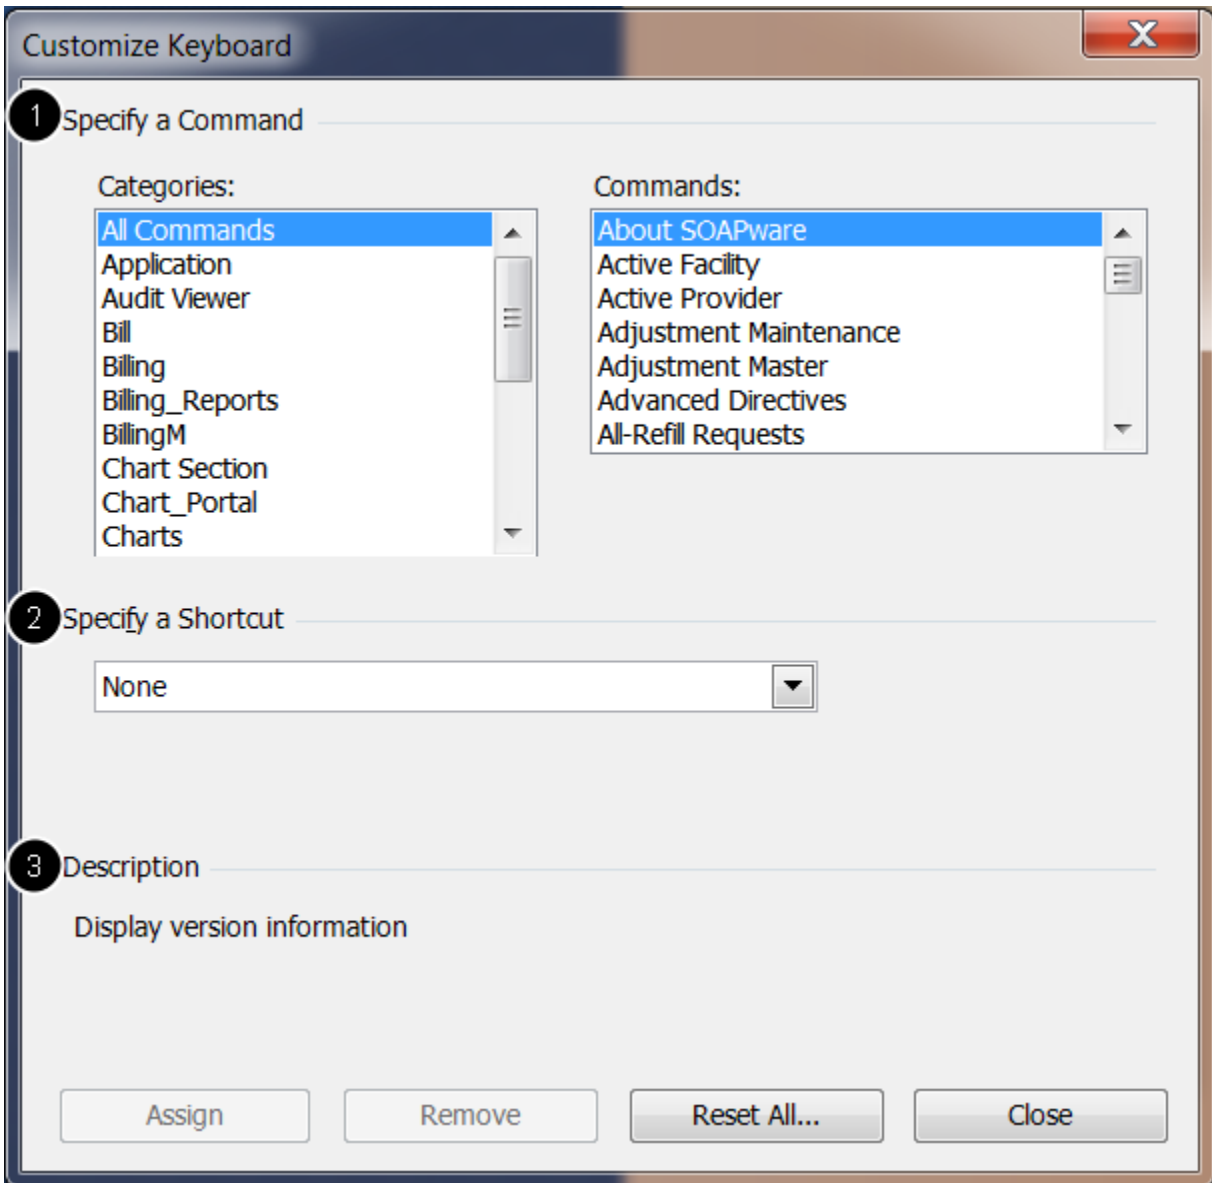 Customize Keyboard
X
1 Specify a Command
Categories:
All Commands
Application
Audit Viewer
Bill
Billing
Billing_Reports
BillingM
Chart Section
Chart_Portal
Charts
Commands:
About SOAPware
Active Facility
Active Provider
Adjustment Maintenance
Adjustment Master
Advanced Directives
All-Refill Requests
2 Specify a Shortcut
None
3 Description
Display version information
Assign Remove Reset All... Close